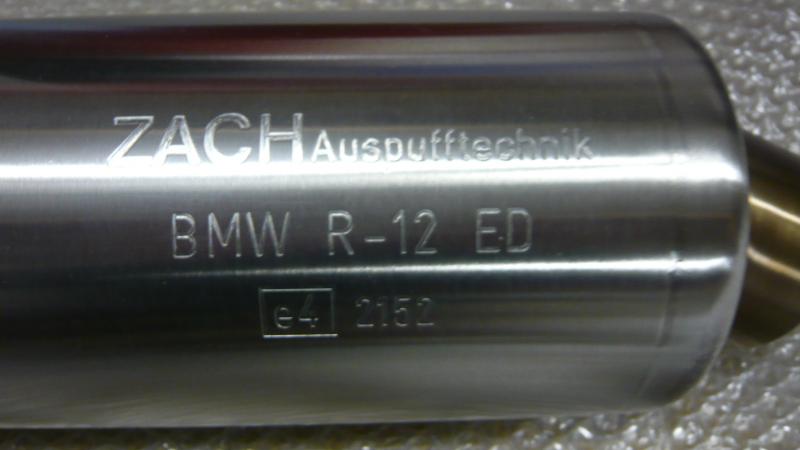 ZACH Auspufftechnik
BMW R-12 ED
e4 2152